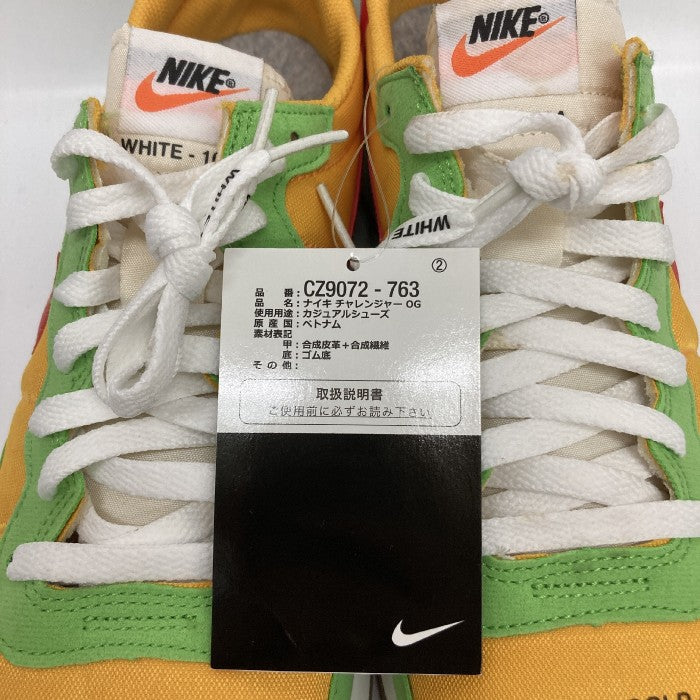 NIKE®
NIKE®
WHITE - 1
WHITE
WHITE
②
品番: CZ9072 - 763
品名: ナイキ チャレンジャー OG
使用用途: カジュアルシューズ
原産国: ベトナム
素材表記
甲: 合成皮革+合成繊維
底: ゴム底
その他:
取扱説明書
ご使用前に必ずお読み下さい